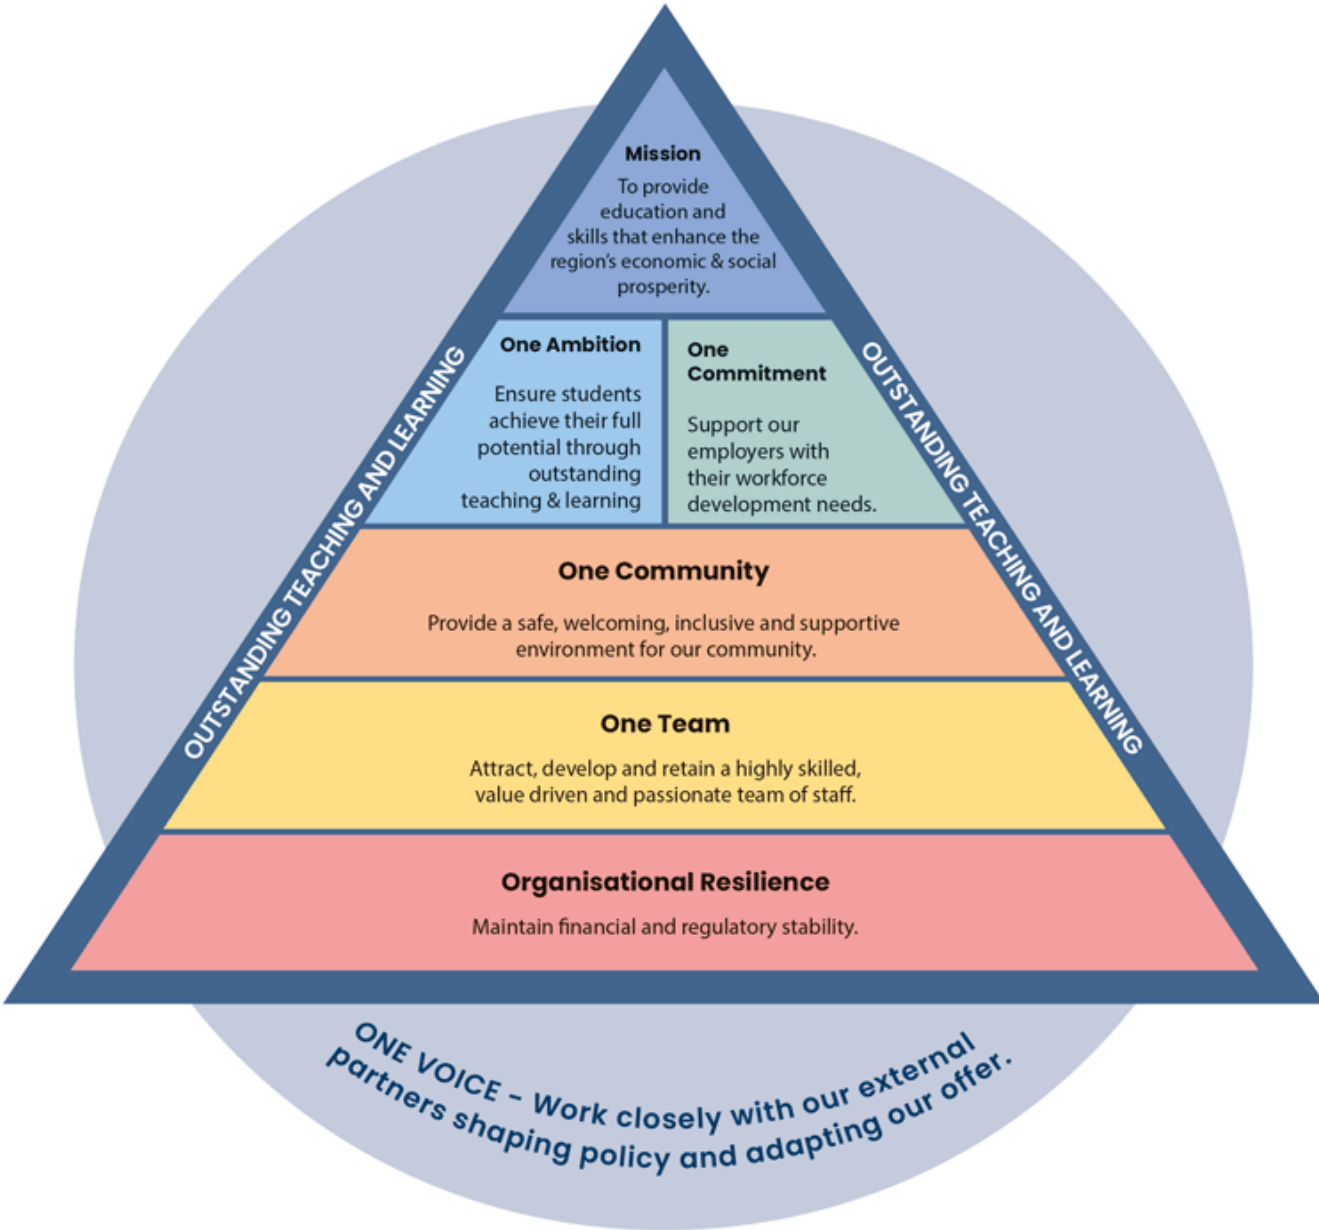 Mission
To provide
education and
skills that enhance the
region's economic & social
prosperity.
One Ambition
Ensure students
achieve their full
potential through
outstanding
teaching & learning
One
Commitment
Support our
employers with
their workforce
development needs.
OUTSTANDING TEACHING AND LEARNING
OUTSTANDING TEACHING AND LEARNING
One Community
Provide a safe, welcoming, inclusive and supportive
environment for our community.
One Team
Attract, develop and retain a highly skilled,
value driven and passionate team of staff.
Organisational Resilience
Maintain financial and regulatory stability.
ONE VOICE - Work closely with our external
partners shaping policy and adapting our offer.